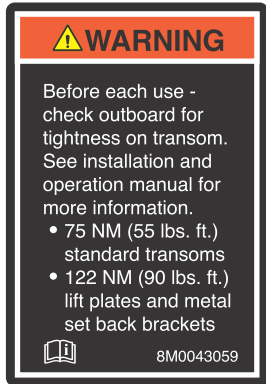 WARNING
Before each use -
check outboard for
tightness on transom.
See installation and
operation manual for
more information.
• 75 NM (55 lbs. ft.)
standard transoms
• 122 NM (90 lbs. ft.)
lift plates and metal
set back brackets
8M0043059